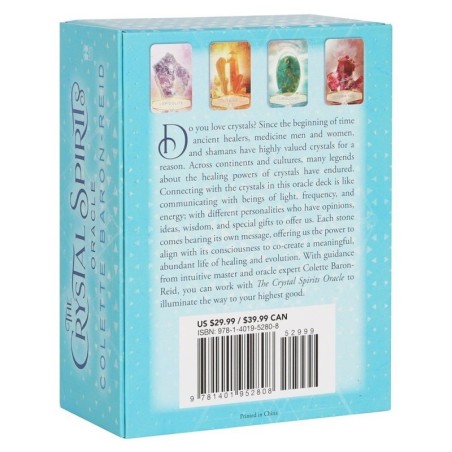 THE
CRYSTAL SPIRITS
ORACLE
COLETTE BARON-REID
Do you love crystals? Since the beginning of time
ancient healers, medicine men and women,
and shamans have highly valued crystals for a
reason. Across continents and cultures, many legends
about the healing powers of crystals have endured.
Connecting with the crystals in this oracle deck is like
communicating with beings of light, frequency, and
energy; with different personalities who have opinions,
ideas, wisdom, and special gifts to offer us. Each stone
comes bearing its own message, offering us the power to
align with its consciousness to co-create a meaningful,
abundant life of healing and evolution. With guidance
from intuitive master and oracle expert Colette Baron-
Reid, you can work with The Crystal Spirits Oracle to
illuminate the way to your highest good.
US $29.99 / $39.99 CAN
ISBN: 978-1-4019-5280-8
52999
9 781401 952808
Printed in China